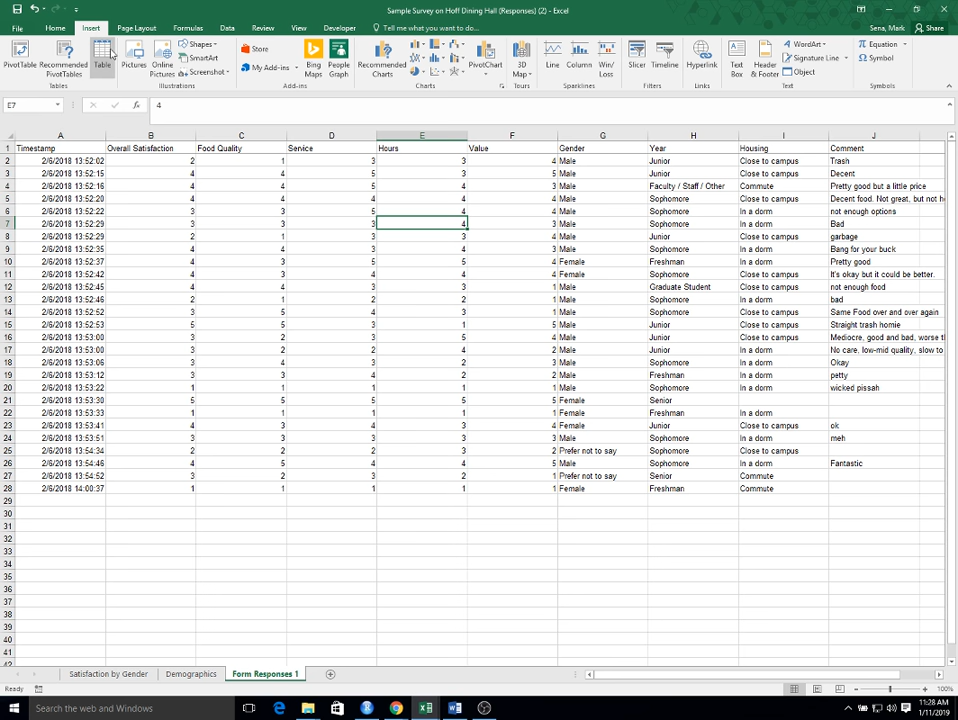 Sample Survey on Hoff Dining Hall (Responses) (2) - Excel
File Home Insert Page Layout Formulas Data Review View Developer Tell me what you want to do... Sena, Mark Share
PivotTable Recommended PivotTables Table Pictures Online Pictures Shapes SmartArt Screenshot Store My Add-ins Bing Maps People Graph Recommended Charts PivotChart 3D Map Line Column Win/Loss Slicer Timeline Hyperlink Text Box Header & Footer WordArt Signature Line Object Equation Symbol
Tables Illustrations Add-ins Charts Tours Sparklines Filters Links Text Symbols
E7 fx 4
A B C D E F G H I J
1 Timestamp Overall Satisfaction Food Quality Service Hours Value Gender Year Housing Comment
2 2/6/2018 13:52:02 2 1 3 3 4 Male Junior Close to campus Trash
3 2/6/2018 13:52:15 4 4 5 3 5 Male Junior Close to campus Decent
4 2/6/2018 13:52:16 4 4 5 4 3 Male Faculty / Staff / Other Commute Pretty good but a little price
5 2/6/2018 13:52:20 4 4 4 4 4 Male Sophomore Close to campus Decent food. Not great, but not h
6 2/6/2018 13:52:22 3 3 5 4 4 Male Sophomore In a dorm not enough options
7 2/6/2018 13:52:29 3 3 3 4 3 Male Sophomore In a dorm Bad
8 2/6/2018 13:52:29 2 1 3 3 4 Male Junior Close to campus garbage
9 2/6/2018 13:52:35 4 4 3 4 3 Male Sophomore In a dorm Bang for your buck
10 2/6/2018 13:52:37 4 3 5 5 4 Female Freshman In a dorm Pretty good
11 2/6/2018 13:52:42 4 3 4 4 4 Female Sophomore Close to campus It's okay but it could be better.
12 2/6/2018 13:52:45 4 4 3 3 1 Male Graduate Student Close to campus not enough food
13 2/6/2018 13:52:46 2 1 2 2 1 Male Sophomore In a dorm bad
14 2/6/2018 13:52:52 3 5 4 3 1 Male Sophomore Close to campus Same Food over and over again
15 2/6/2018 13:52:53 5 5 3 1 5 Male Junior Close to campus Straight trash homie
16 2/6/2018 13:53:00 3 2 3 5 4 Male Junior Close to campus Mediocre, good and bad, worse t
17 2/6/2018 13:53:00 3 2 2 4 2 Male Junior In a dorm No care, low-mid quality, slow to
18 2/6/2018 13:53:06 3 4 3 2 3 Male Sophomore In a dorm Okay
19 2/6/2018 13:53:12 3 3 4 2 2 Male Freshman In a dorm petty
20 2/6/2018 13:53:22 1 1 1 1 1 Male Sophomore In a dorm wicked pissah
21 2/6/2018 13:53:30 5 5 5 5 5 Female Senior
22 2/6/2018 13:53:33 1 1 1 1 1 Female Freshman In a dorm
23 2/6/2018 13:53:41 4 3 4 3 4 Female Junior Close to campus ok
24 2/6/2018 13:53:51 3 3 3 3 3 Male Sophomore In a dorm meh
25 2/6/2018 13:54:34 2 2 2 3 2 Prefer not to say Sophomore Close to campus
26 2/6/2018 13:54:46 4 5 4 4 5 Male Sophomore In a dorm Fantastic
27 2/6/2018 13:54:52 3 2 3 2 1 Prefer not to say Senior Commute
28 2/6/2018 14:00:37 1 1 1 1 1 Female Freshman Commute
29
30
31
32
33
34
35
36
37
38
39
40
41
42
Satisfaction by Gender Demographics Form Responses 1
Ready 100%
Search the web and Windows
11:28 AM
1/11/2019